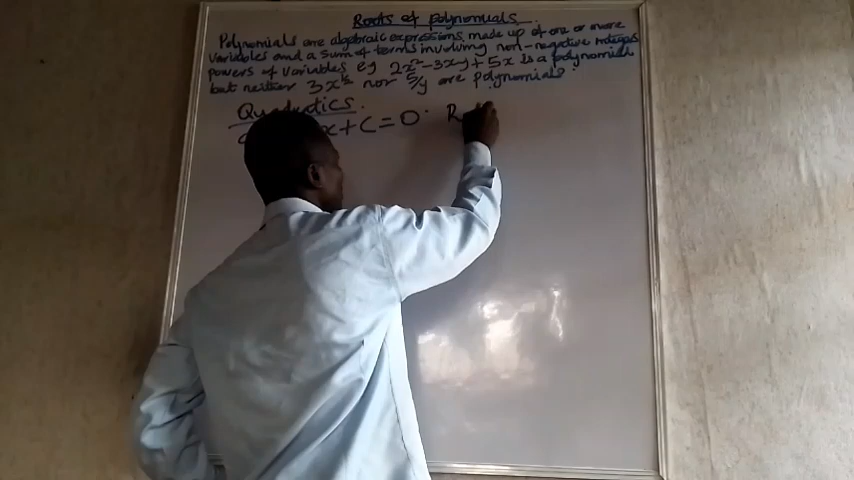 Roots of polynomials.
Polynomials are algebraic expressions made up of one or more
variables and a sum of terms involving non-negative integers
powers of variables eg 2x²-3xy+5x is a polynomials
but neither 3x^½ nor 5/y are polynomials.
Quadratics.
x+C=0. R